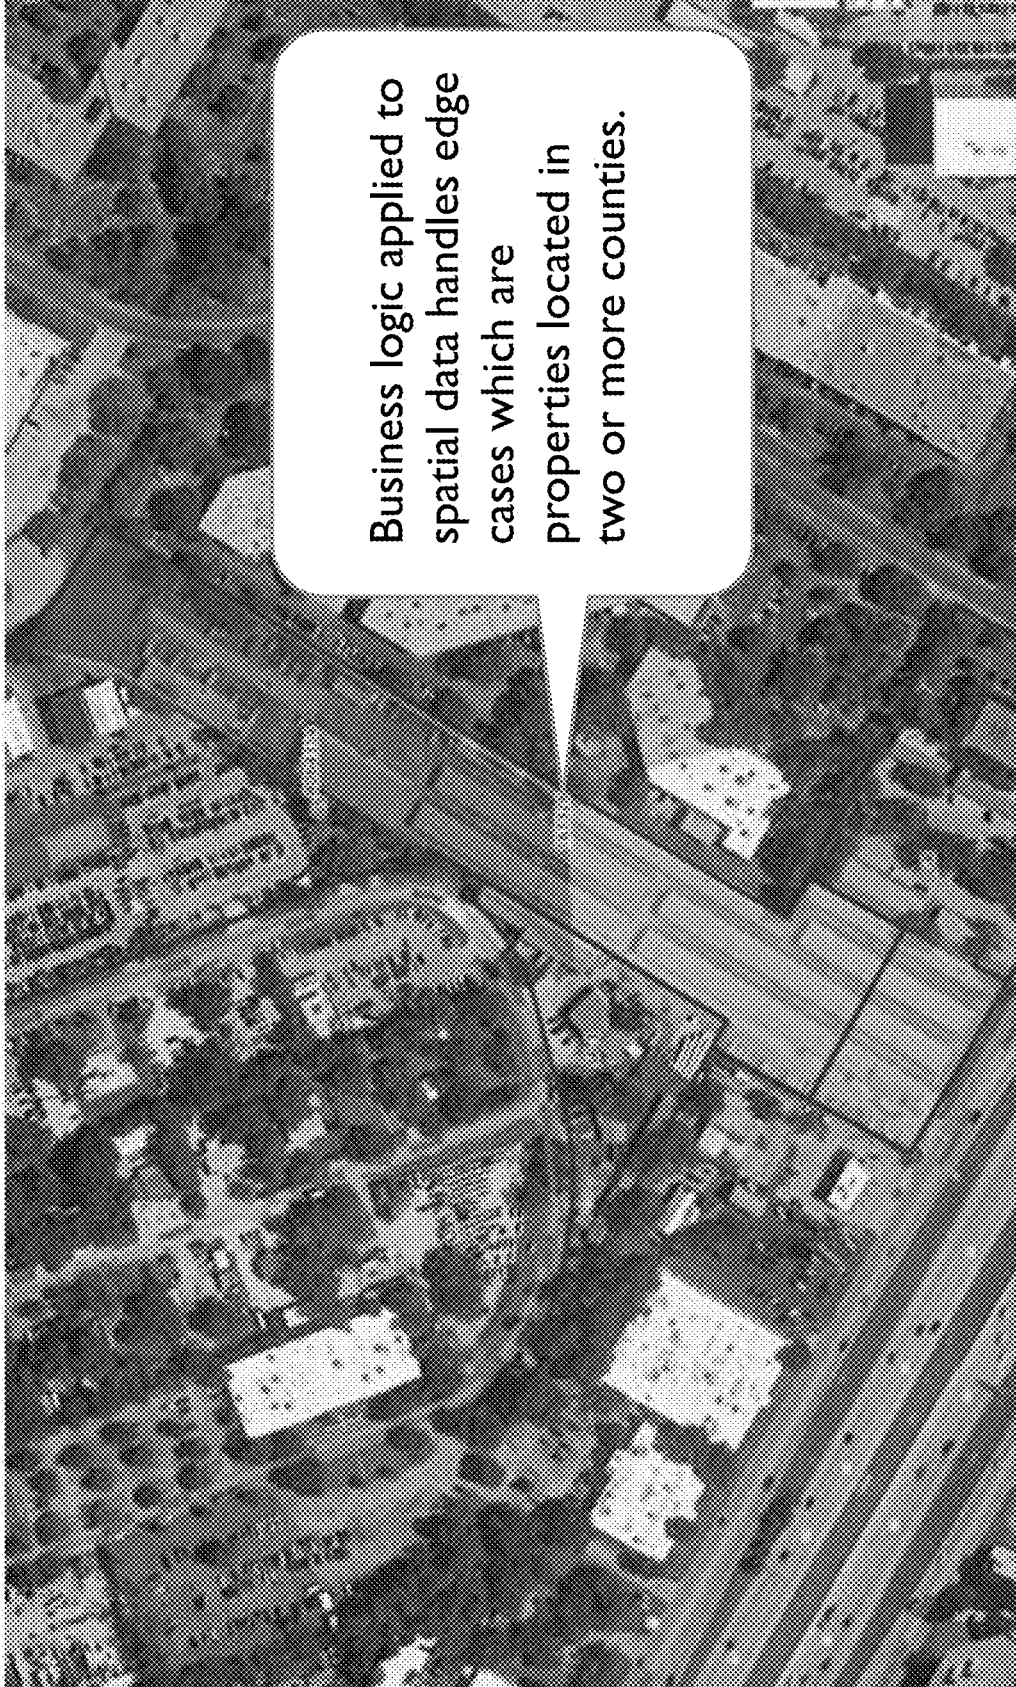 Business logic applied to
spatial data handles edge
cases which are
properties located in
two or more counties.